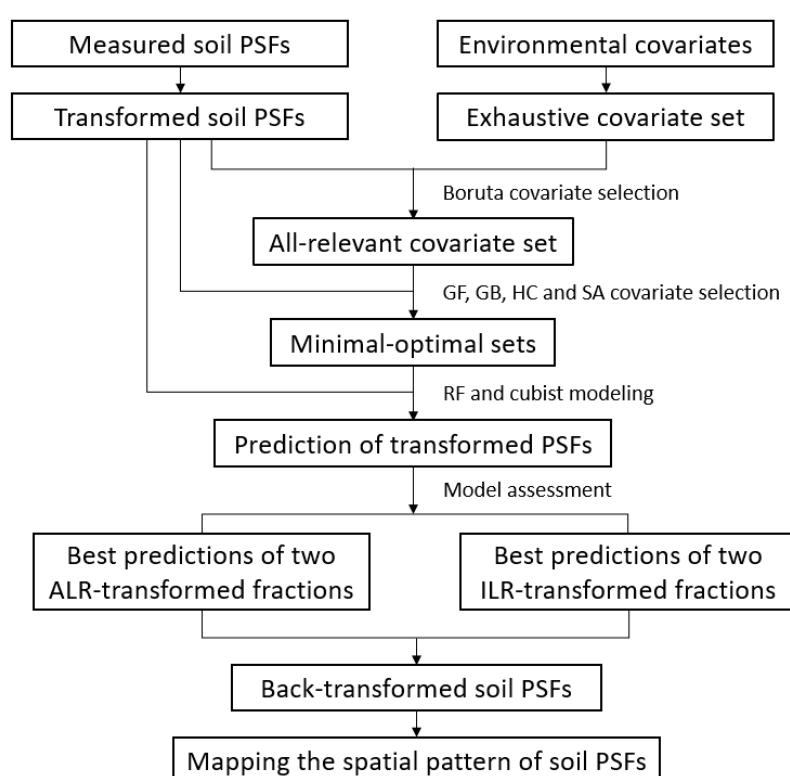 Measured soil PSFs
Environmental covariates
Transformed soil PSFs
Exhaustive covariate set
Boruta covariate selection
All-relevant covariate set
GF, GB, HC and SA covariate selection
Minimal-optimal sets
RF and cubist modeling
Prediction of transformed PSFs
Model assessment
Best predictions of two
ALR-transformed fractions
Best predictions of two
ILR-transformed fractions
Back-transformed soil PSFs
Mapping the spatial pattern of soil PSFs